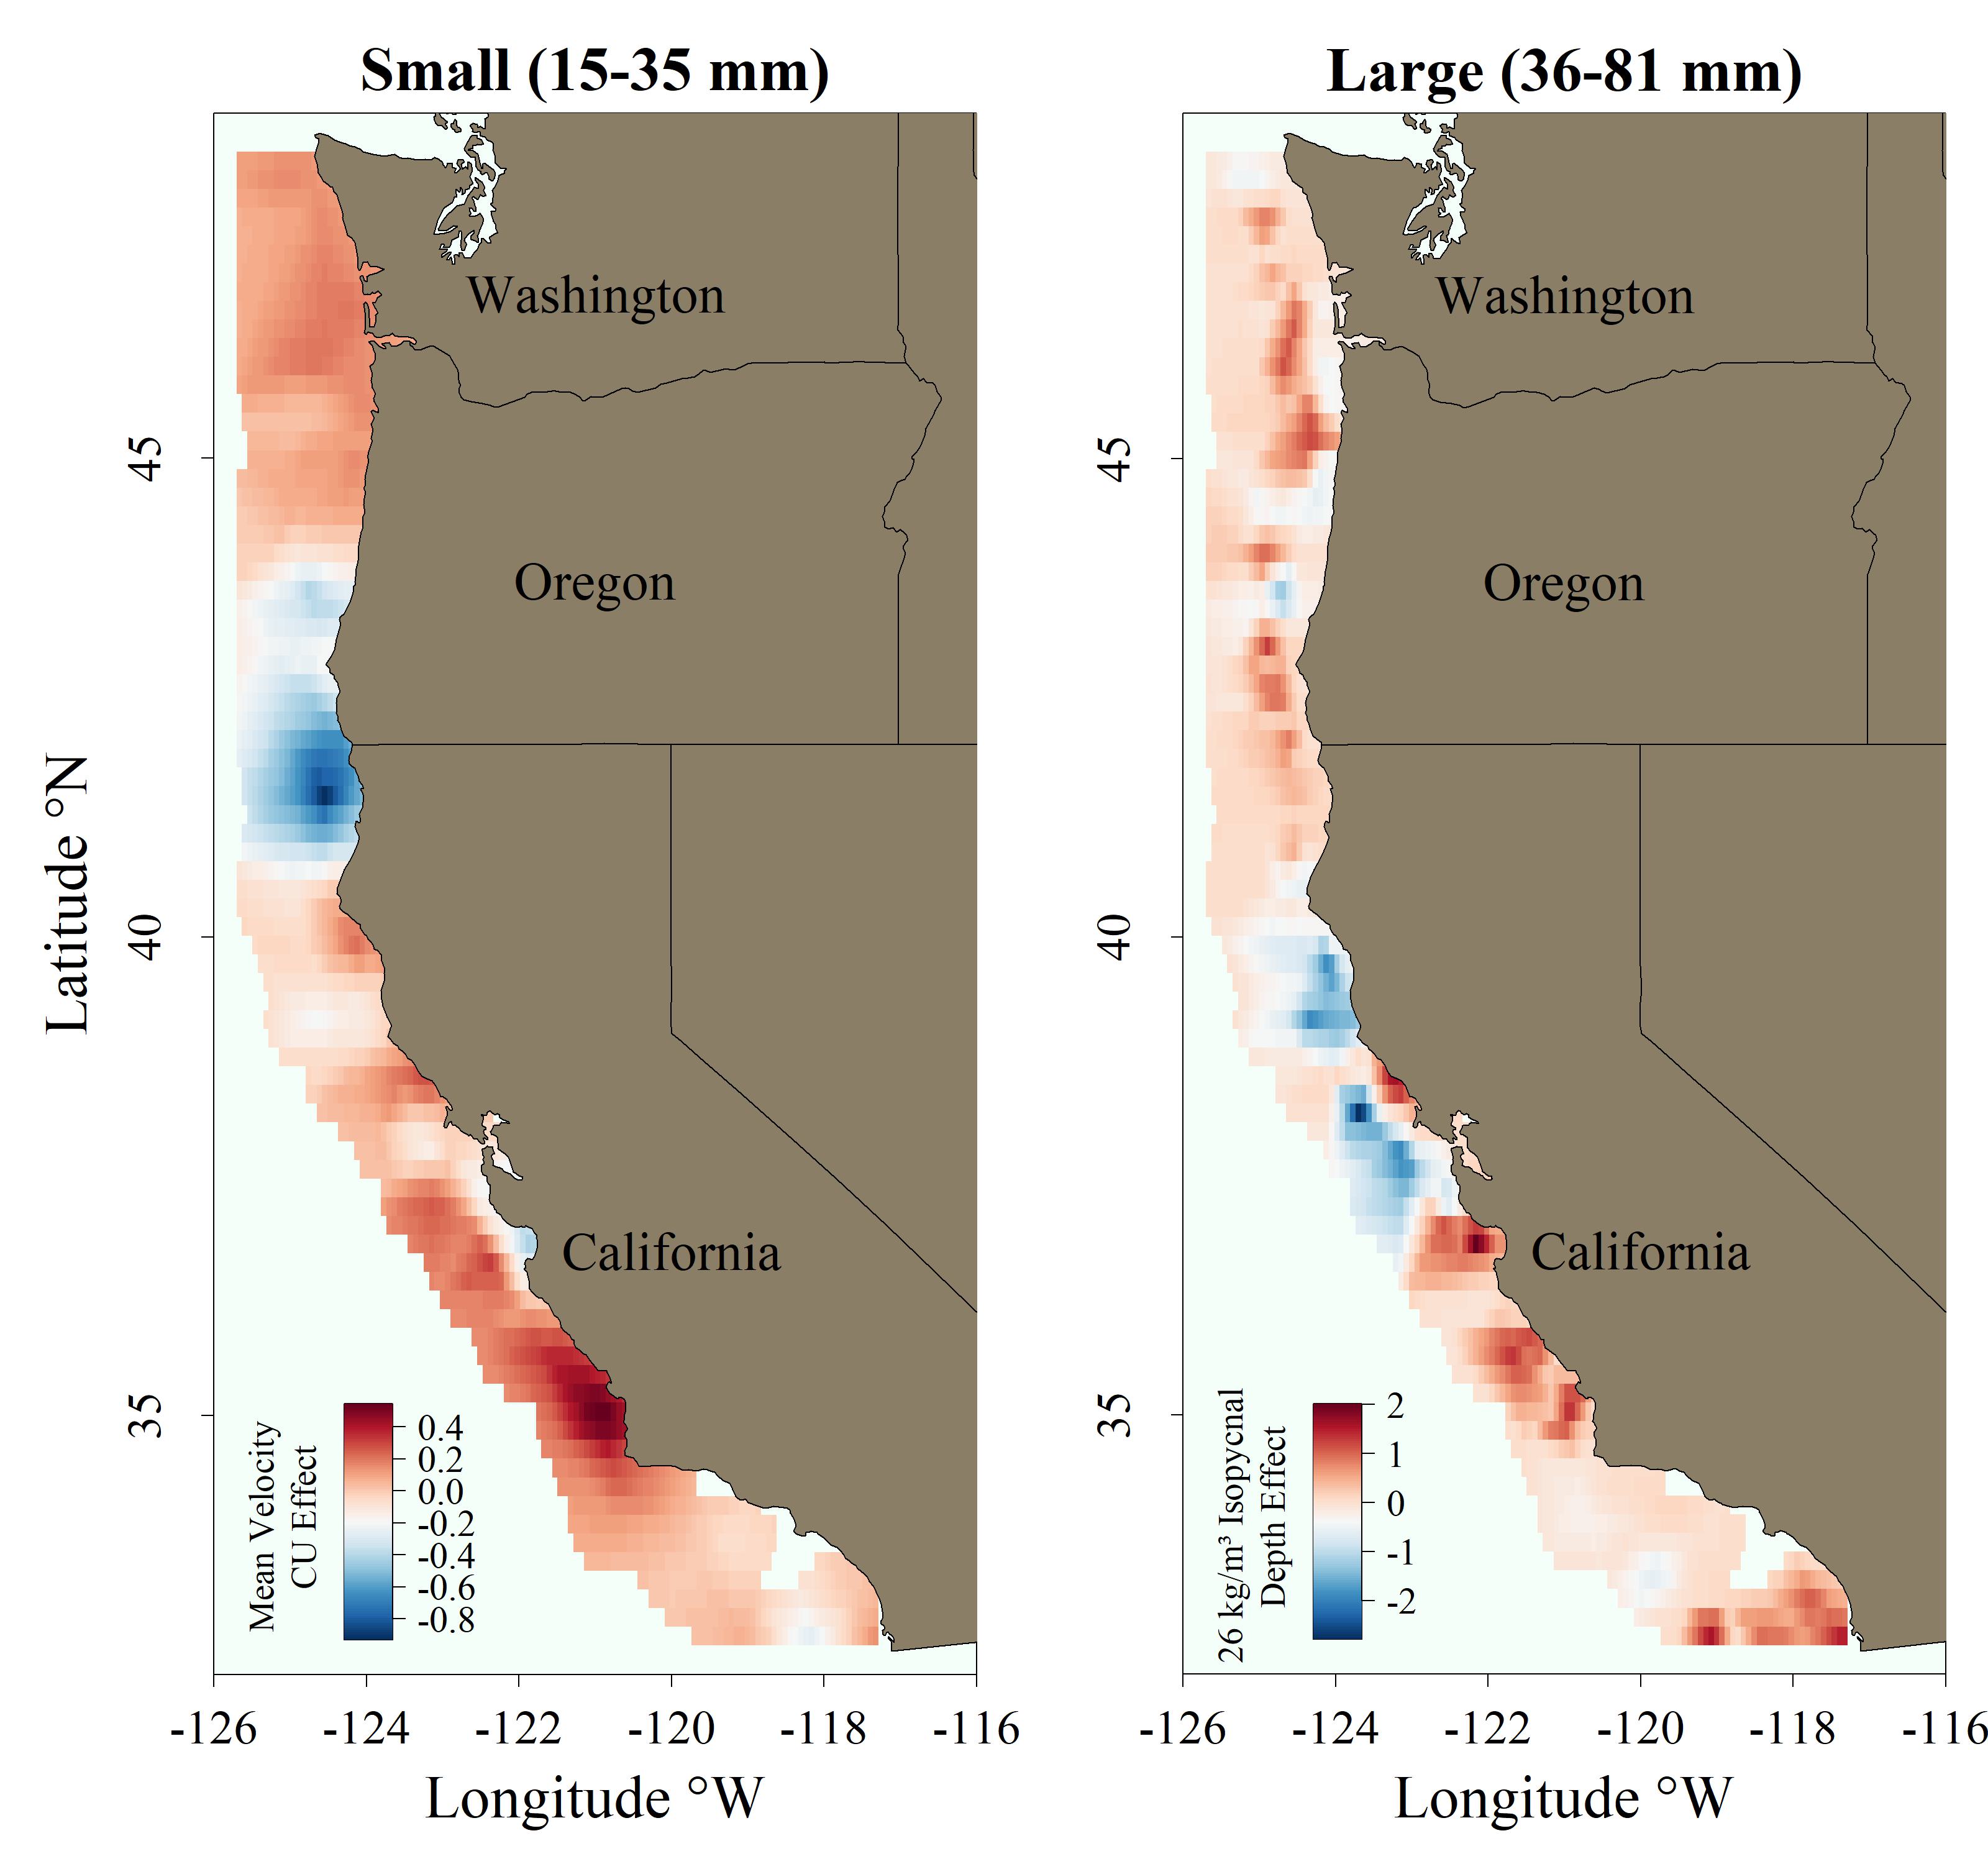 Small (15-35 mm)
Large (36-81 mm)
Washington
Washington
45
45
Oregon
Oregon
Latitude °N
40
40
California
California
35
35
Mean Velocity
CU Effect
0.4
0.2
0.0
-0.2
-0.4
-0.6
-0.8
26 kg/m³ Isopycnal
Depth Effect
2
1
0
-1
-2
-126 -124 -122 -120 -118 -116
-126 -124 -122 -120 -118 -116
Longitude °W
Longitude °W